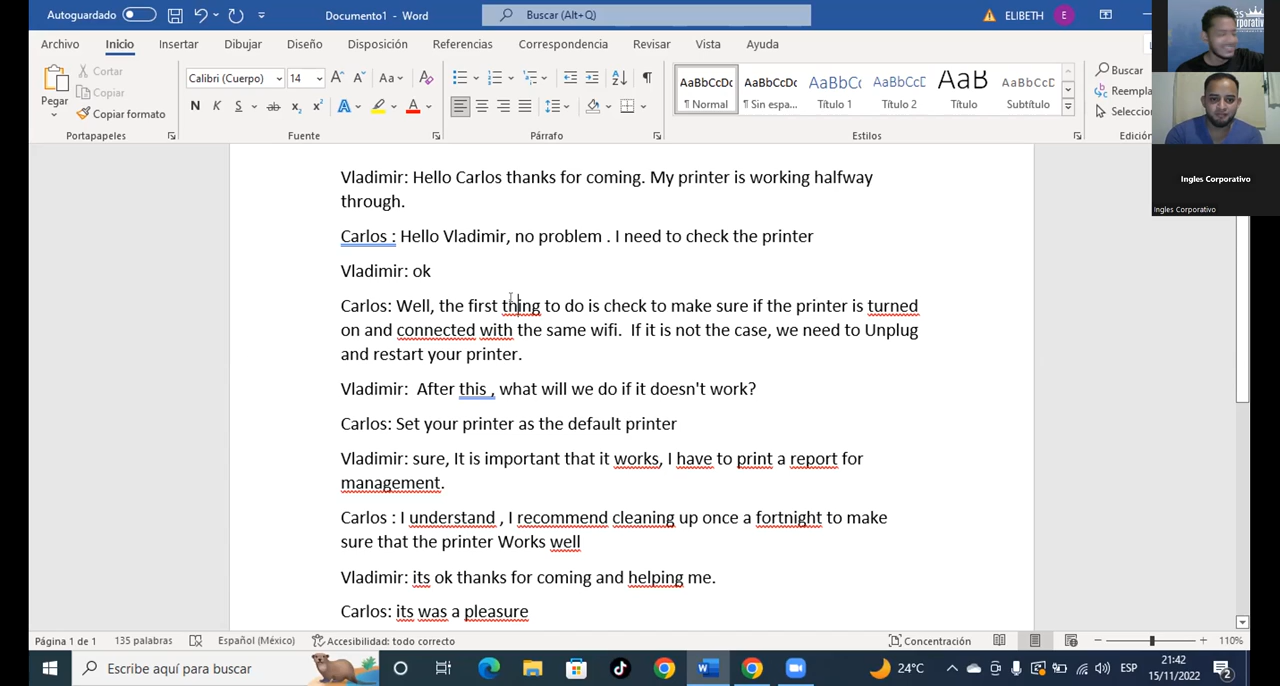 Autoguardado
Documento1 - Word
Buscar (Alt+Q)
ELIBETH
E
Archivo Inicio Insertar Dibujar Diseño Disposición Referencias Correspondencia Revisar Vista Ayuda
Pegar
Cortar
Copiar
Copiar formato
Portapapeles
Calibri (Cuerpo) 14
N K S
Fuente
Párrafo
AaBbCcDc AaBbCcDc AaBbCc AaBbCcD AaB AaBbCcD
¶ Normal ¶ Sin espa... Título 1 Título 2 Título Subtítulo
Estilos
Buscar
Reempla
Seleccio
Edición
Corporativo
Ingles Corporativo
Ingles Corporativo
Vladimir: Hello Carlos thanks for coming. My printer is working halfway
through.
Carlos : Hello Vladimir, no problem . I need to check the printer
Vladimir: ok
Carlos: Well, the first thing to do is check to make sure if the printer is turned
on and connected with the same wifi.  If it is not the case, we need to Unplug
and restart your printer.
Vladimir:  After this , what will we do if it doesn't work?
Carlos: Set your printer as the default printer
Vladimir: sure, It is important that it works, I have to print a report for
management.
Carlos : I understand , I recommend cleaning up once a fortnight to make
sure that the printer Works well
Vladimir: its ok thanks for coming and helping me.
Carlos: its was a pleasure
Página 1 de 1 135 palabras Español (México) Accesibilidad: todo correcto
Concentración
110%
Escribe aquí para buscar
24°C
ESP
21:42
15/11/2022
2